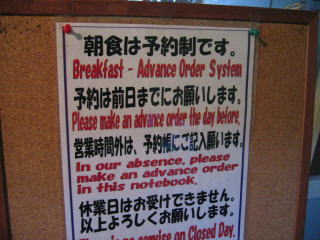 朝食は予約制です。
Breakfast - Advance Order System
予約は前日までにお願いします。
Please make an advance order the day before.
営業時間外は、予約帳にご記入願います。
In our absence, please
make an advance order
in this notebook.
休業日はお受けできません。
以上よろしくお願いします。
on Closed Day.